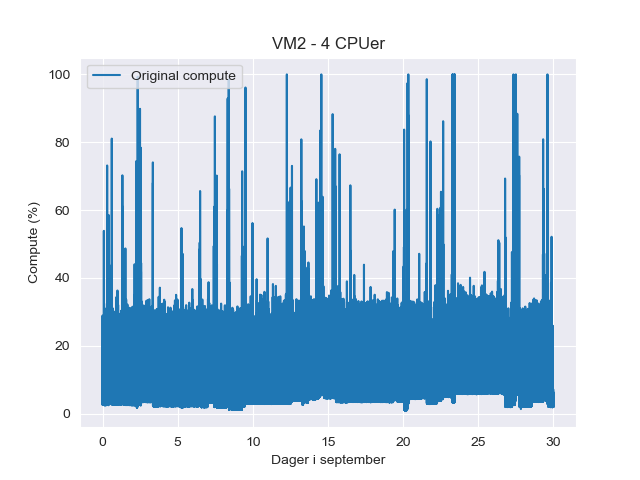 VM2 - 4 CPUer
Original compute
100
80
60
40
20
0
Compute (%)
0 5 10 15 20 25 30
Dager i september